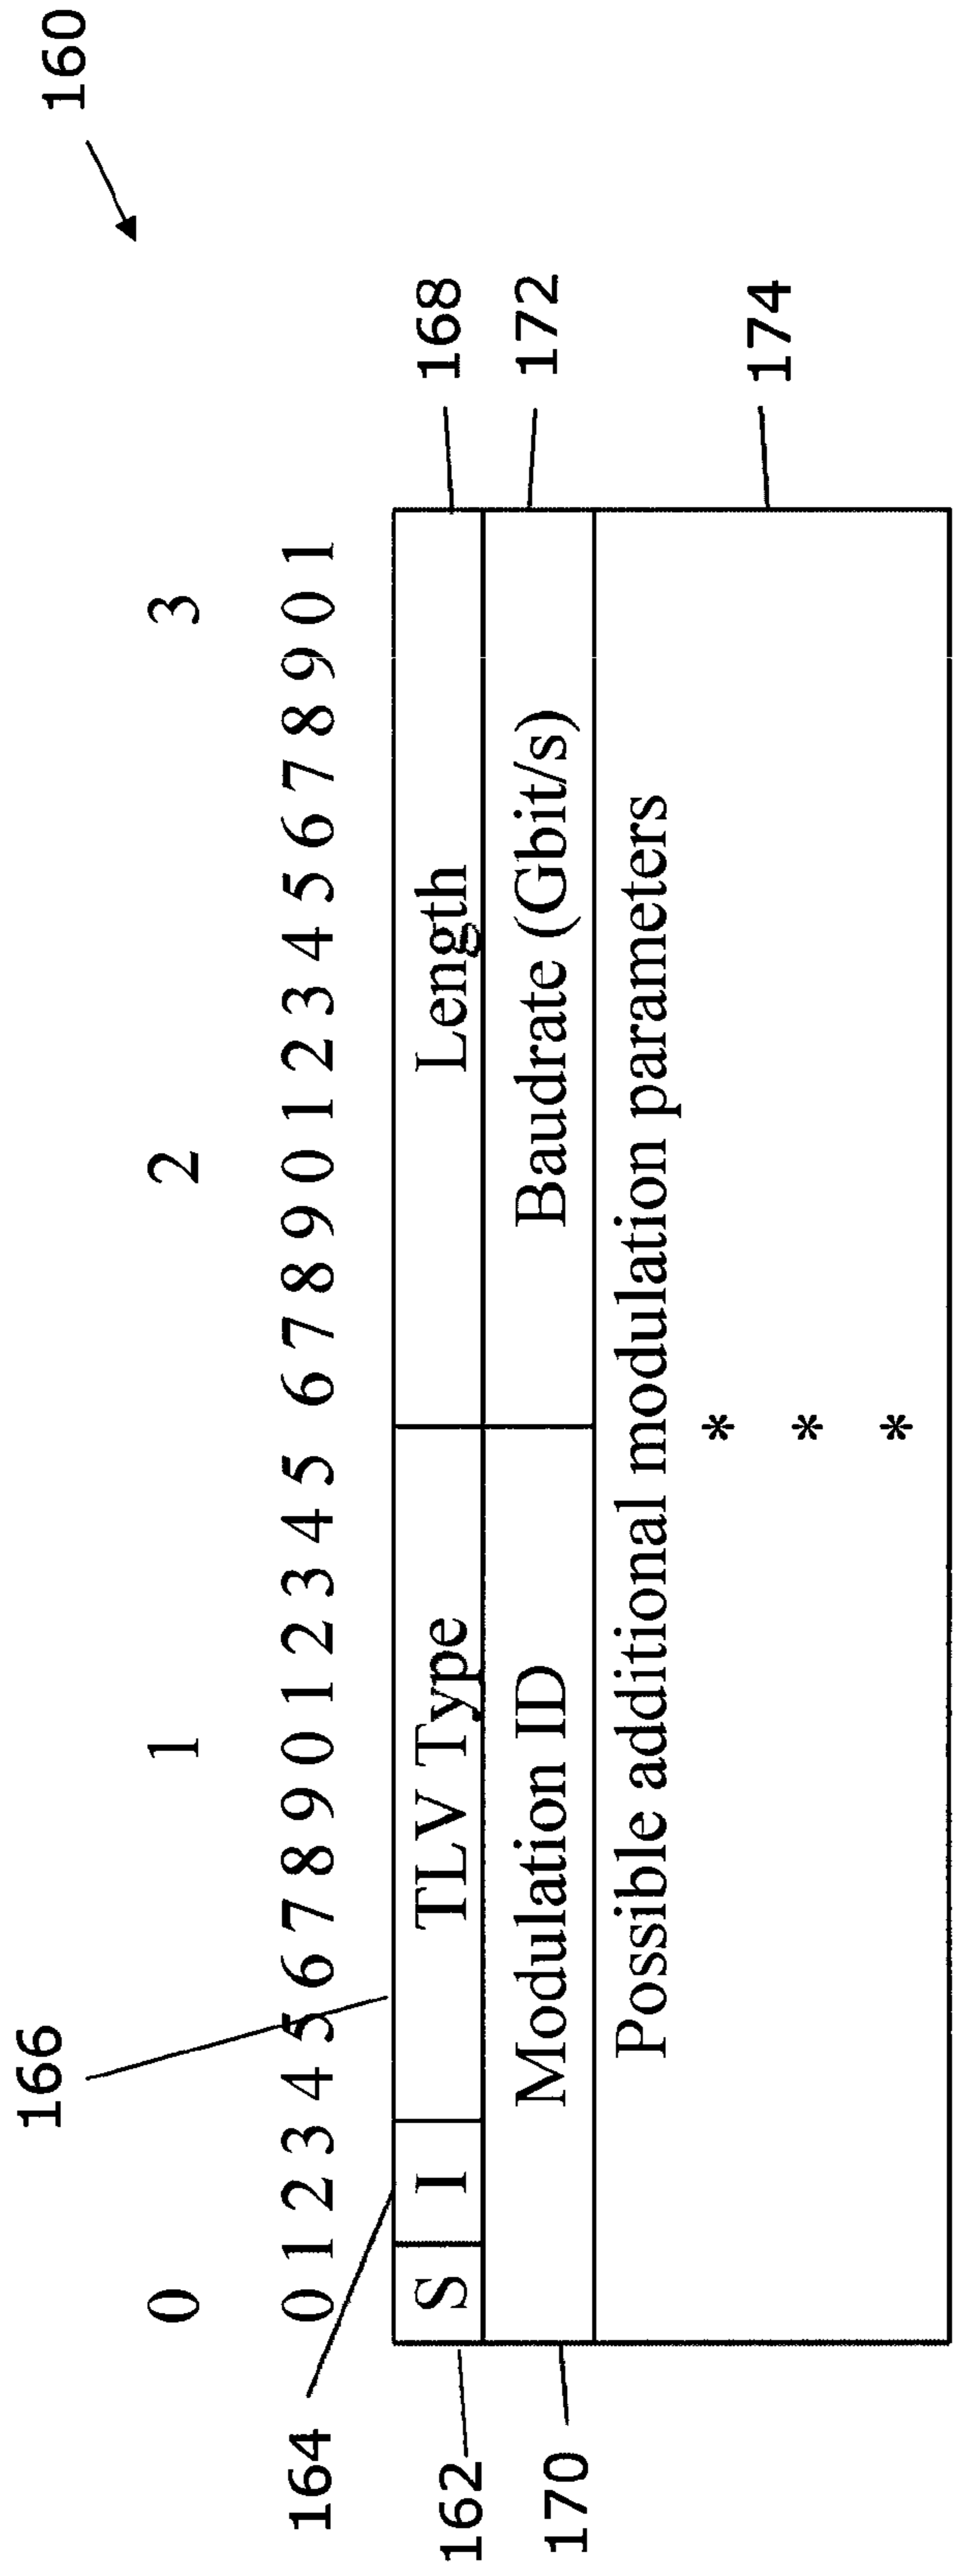 160
166
0 1 2 3
0 1 2 3 4 5 6 7 8 9 0 1 2 3 4 5 6 7 8 9 0 1 2 3 4 5 6 7 8 9 0 1
164
162 S I TLV Type Length 168
170 Modulation ID Baudrate (Gbit/s) 172
Possible additional modulation parameters
*
*
*
174